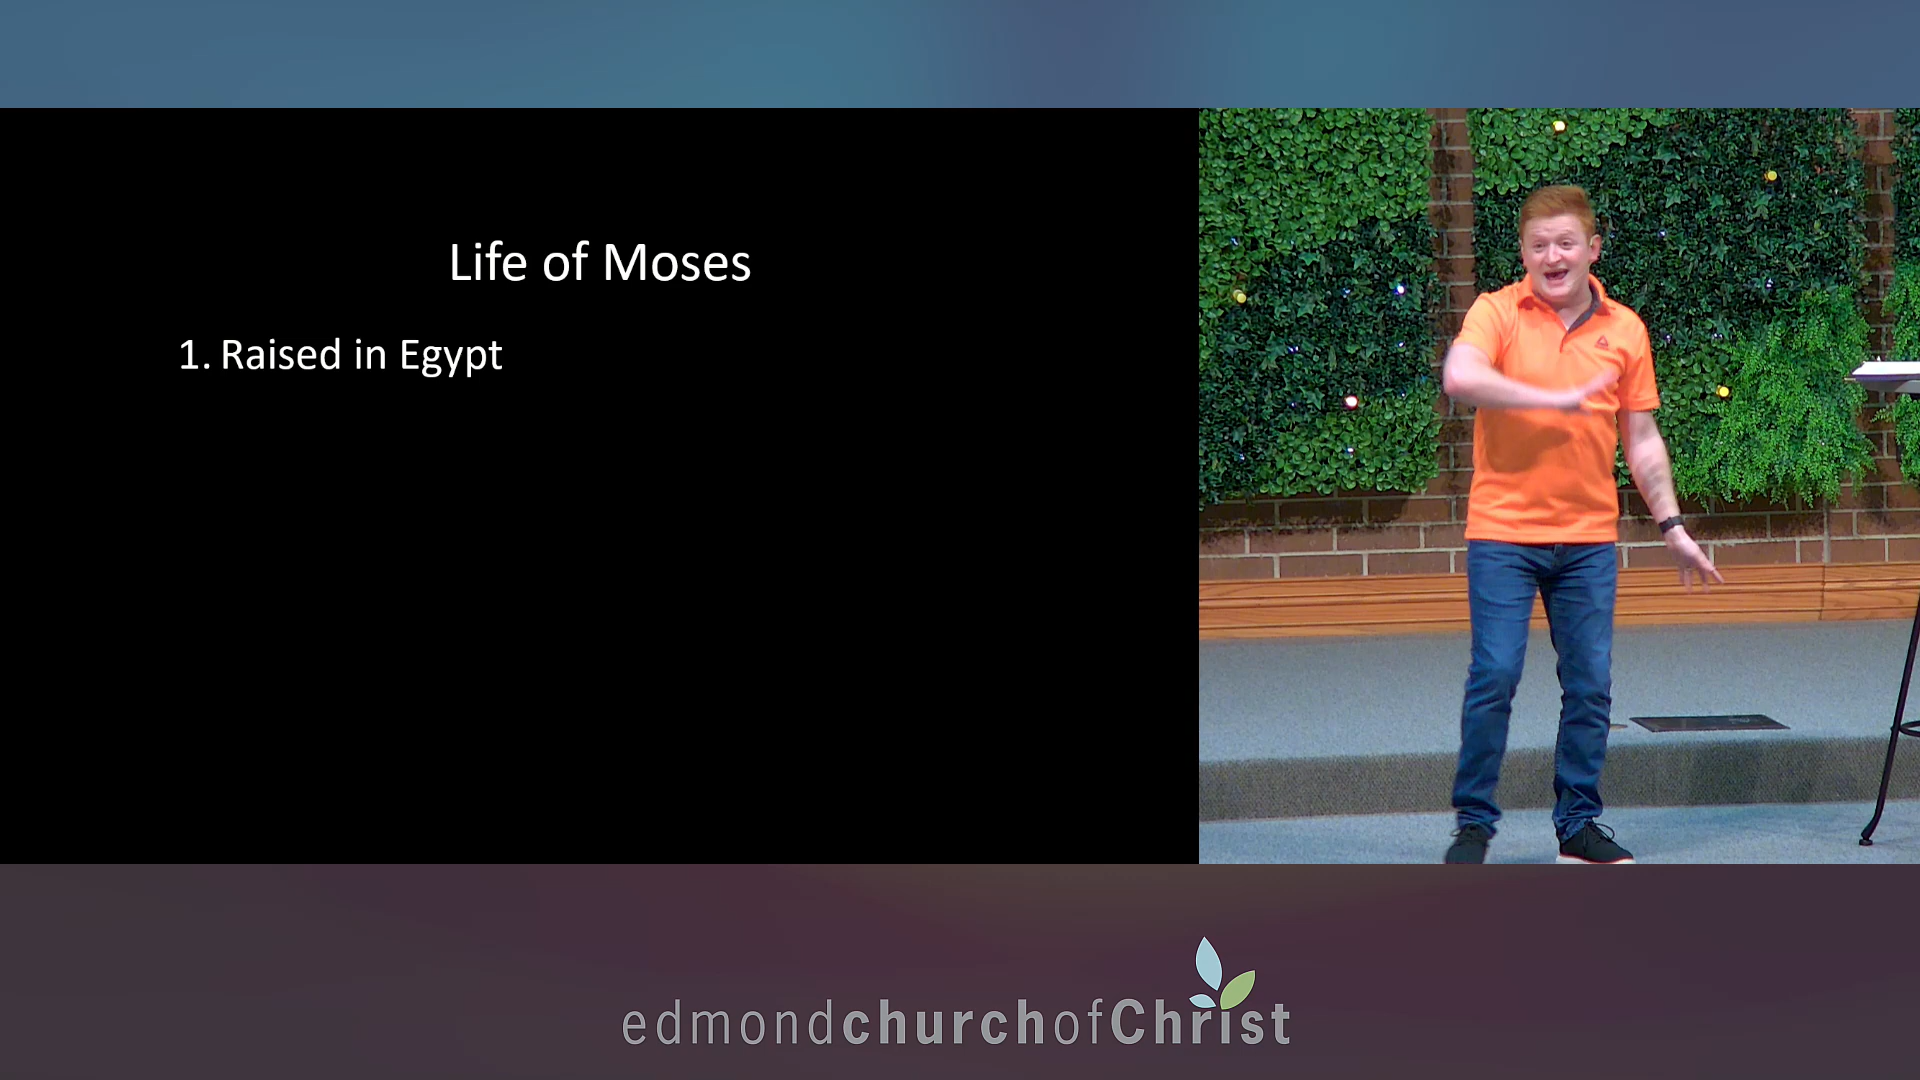 Life of Moses
1. Raised in Egypt
edmondchurchofChrist